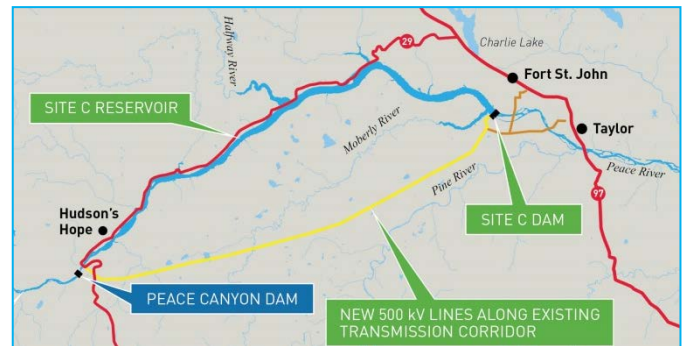 Halfway River
29
Charlie Lake
Fort St. John
SITE C RESERVOIR
Moberly River
Taylor
Peace River
Pine River
97
Hudson's
Hope
SITE C DAM
PEACE CANYON DAM
NEW 500 kV LINES ALONG EXISTING
TRANSMISSION CORRIDOR